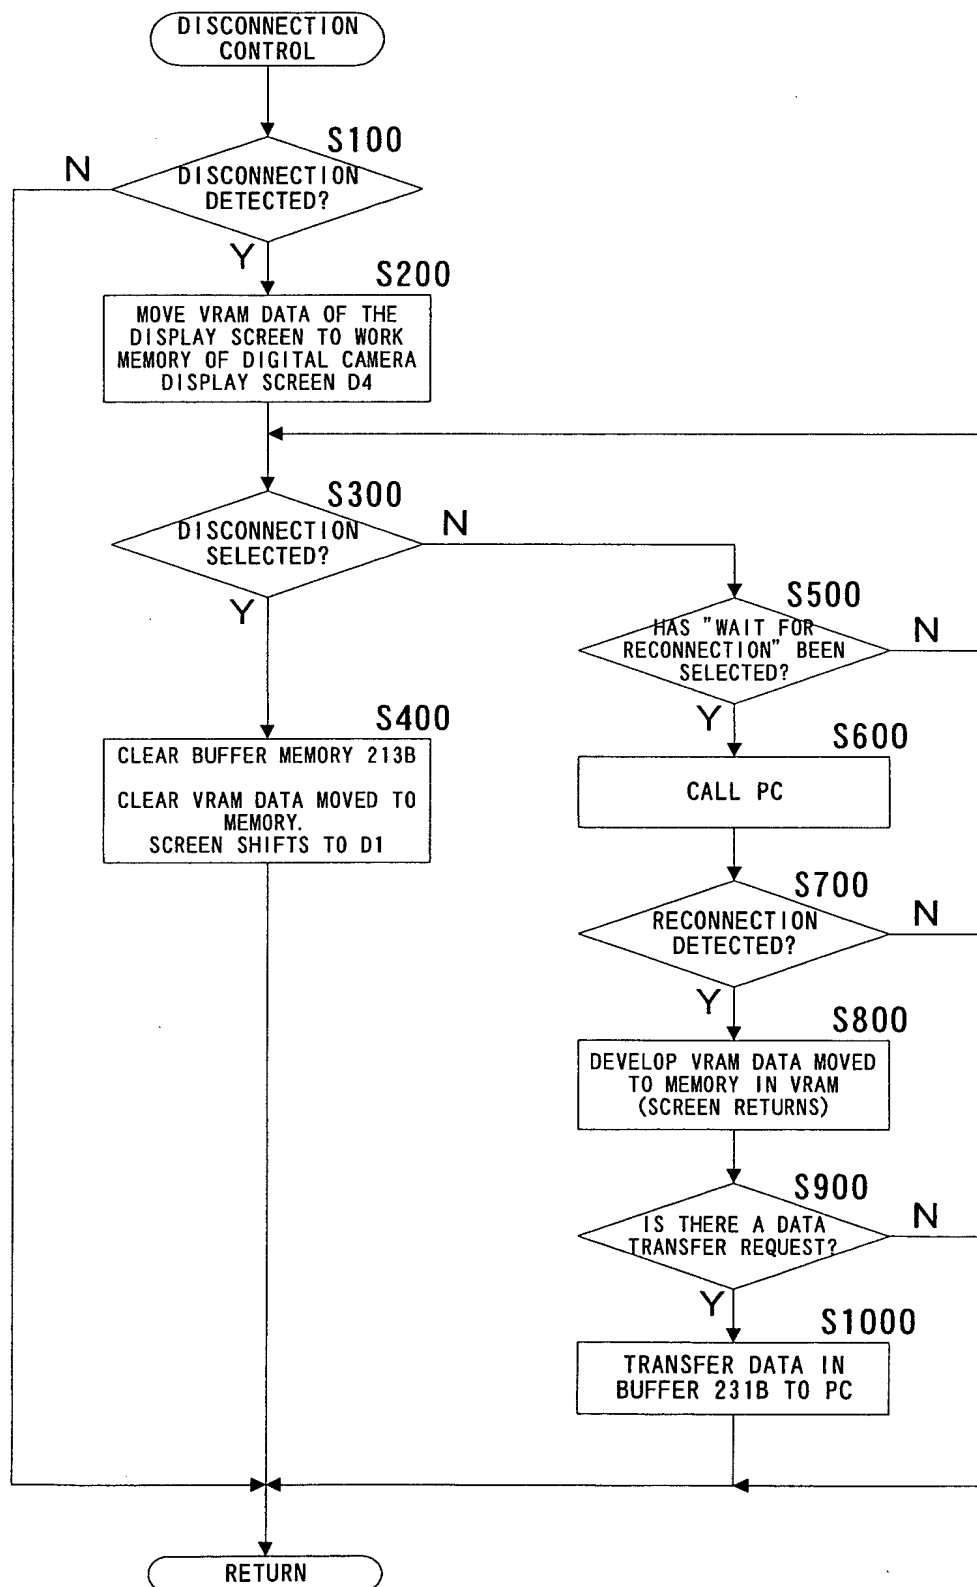 DISCONNECTION
CONTROL
S100
N
DISCONNECTION
DETECTED?
Y
S200
MOVE VRAM DATA OF THE
DISPLAY SCREEN TO WORK
MEMORY OF DIGITAL CAMERA
DISPLAY SCREEN D4
S300
DISCONNECTION
SELECTED?
N
Y
S500
HAS "WAIT FOR
RECONNECTION" BEEN
SELECTED?
N
Y
S400
CLEAR BUFFER MEMORY 213B
CLEAR VRAM DATA MOVED TO
MEMORY.
SCREEN SHIFTS TO D1
S600
CALL PC
S700
RECONNECTION
DETECTED?
N
Y
S800
DEVELOP VRAM DATA MOVED
TO MEMORY IN VRAM
(SCREEN RETURNS)
S900
IS THERE A DATA
TRANSFER REQUEST?
N
Y
S1000
TRANSFER DATA IN
BUFFER 231B TO PC
RETURN